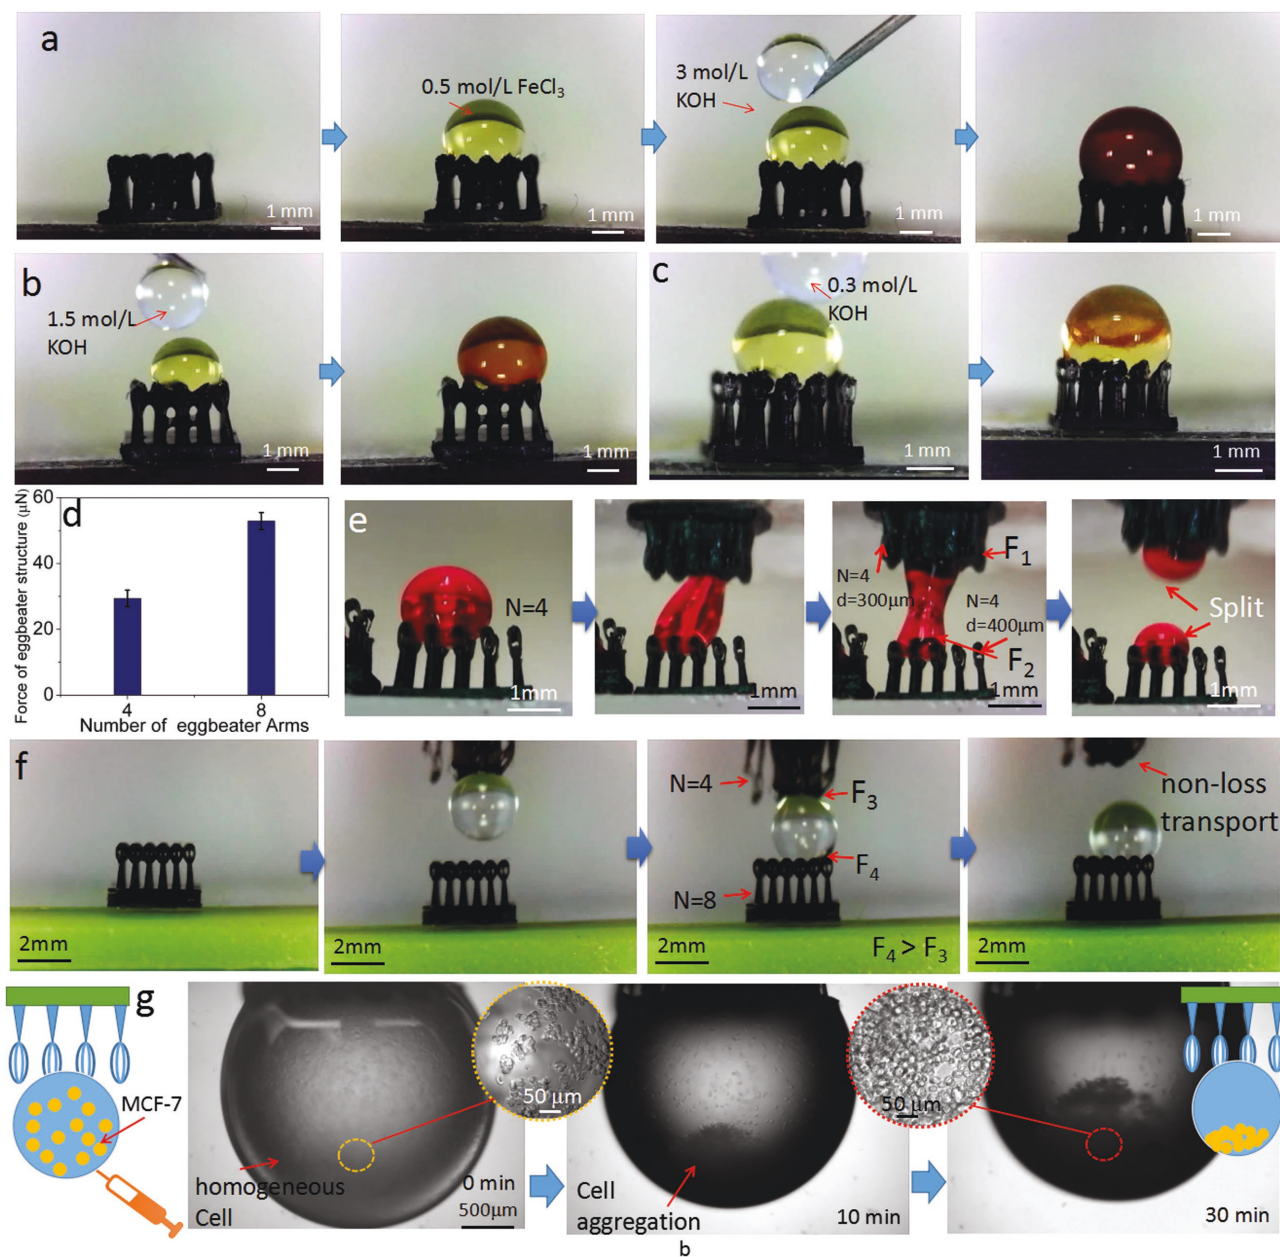 a
0.5 mol/L FeCl₃
3 mol/L
KOH
1 mm
1 mm
1 mm
1 mm
b
1.5 mol/L
KOH
1 mm
1 mm
c
0.3 mol/L
KOH
1 mm
1 mm
d
Force of eggbeater structure (μN)
60
40
20
0
4
8
Number of eggbeater Arms
e
N=4
1mm
1mm
N=4
d=300μm
F₁
N=4
d=400μm
F₂
1mm
Split
1mm
f
2mm
2mm
N=4
F₃
F₄
N=8
2mm
F₄ > F₃
non-loss
transport
2mm
g
MCF-7
homogeneous
Cell
0 min
500μm
50 μm
Cell
aggregation
10 min
50 μm
30 min
b